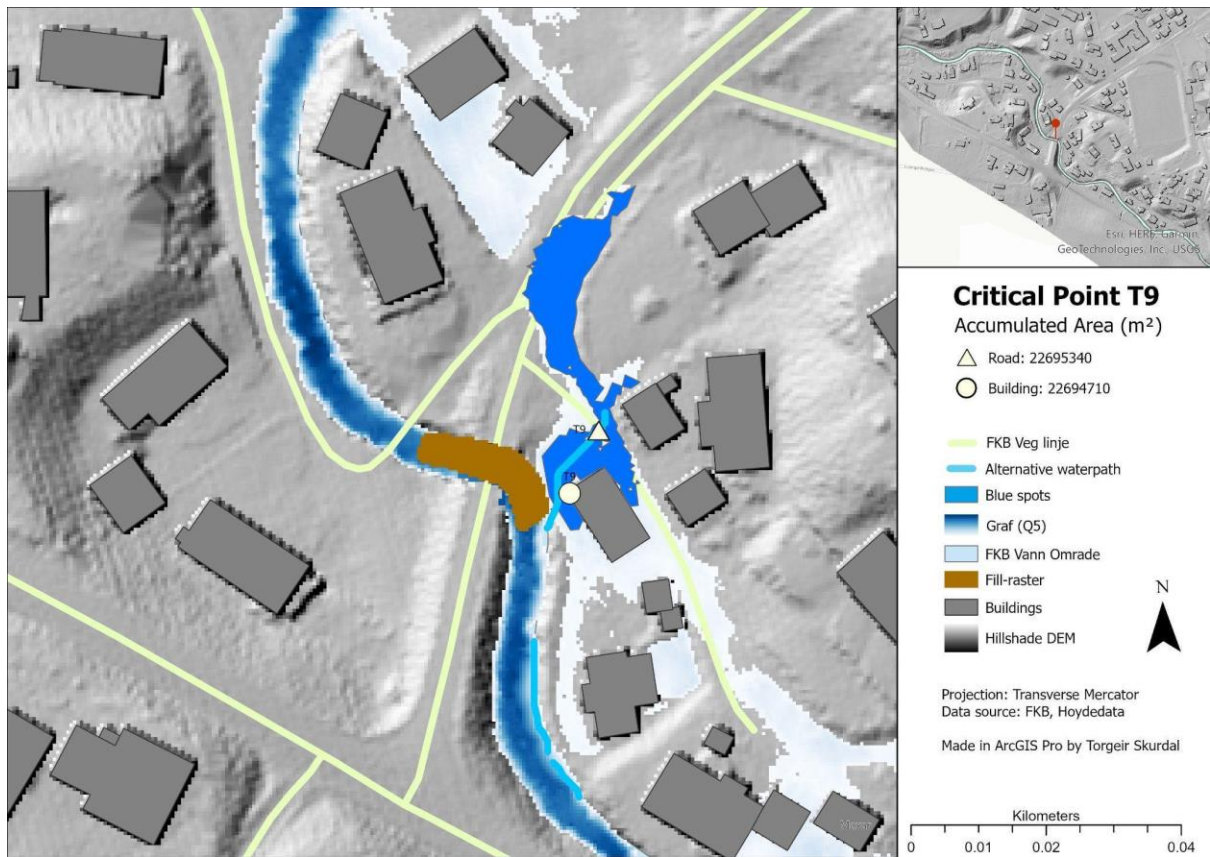 T9
T9
Esri, HERE, Garmin,
GeoTechnologies, Inc., USGS
Critical Point T9
Accumulated Area (m²)
Road: 22695340
Building: 22694710
FKB Veg linje
Alternative waterpath
Blue spots
Graf (Q5)
FKB Vann Omrade
Fill-raster
Buildings
Hillshade DEM
N
Projection: Transverse Mercator
Data source: FKB, Hoydedata
Made in ArcGIS Pro by Torgeir Skurdal
Kilometers
0 0.01 0.02 0.04